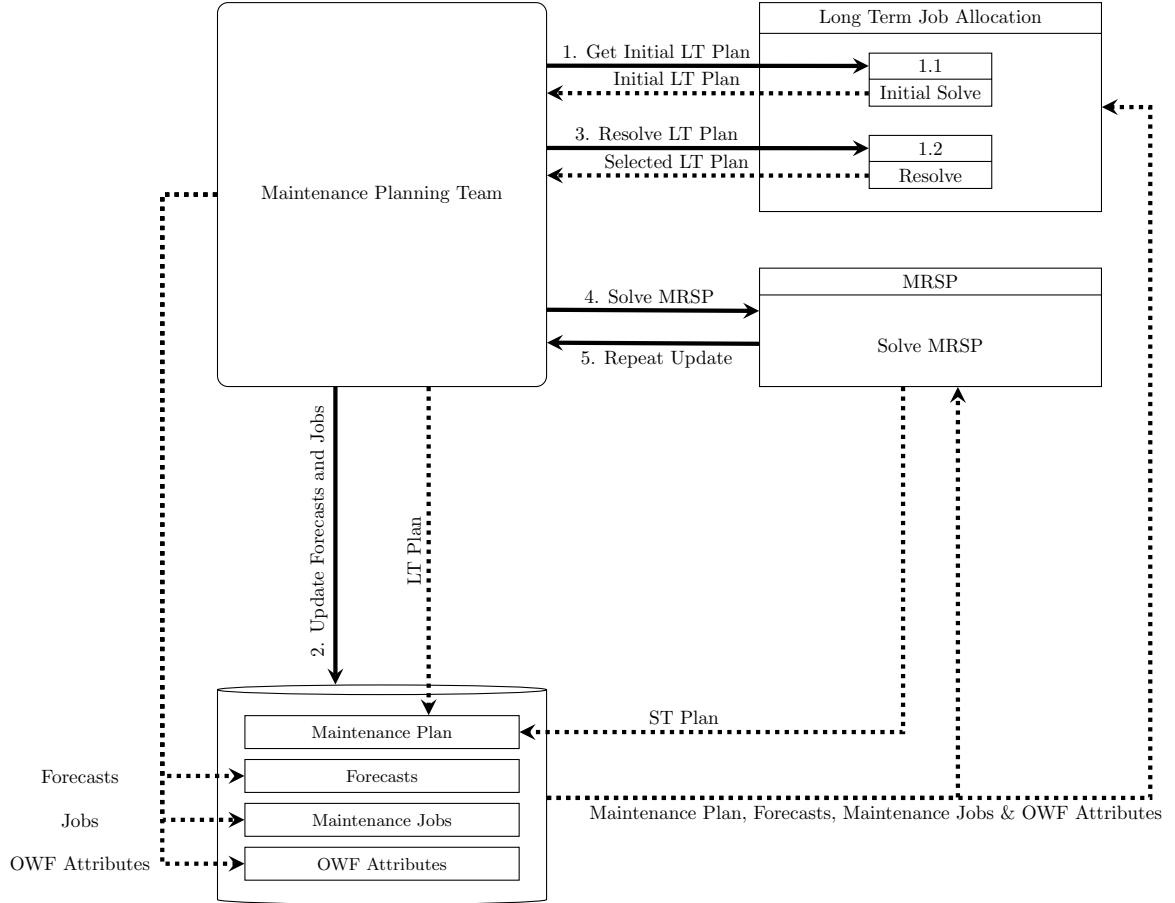 Long Term Job Allocation
1. Get Initial LT Plan
1.1
Initial LT Plan
Initial Solve
3. Resolve LT Plan
1.2
Selected LT Plan
Resolve
Maintenance Planning Team
MRSP
4. Solve MRSP
Solve MRSP
5. Repeat Update
2. Update Forecasts and Jobs
LT Plan
ST Plan
Maintenance Plan
Forecasts
Forecasts
Maintenance Plan, Forecasts, Maintenance Jobs & OWF Attributes
Jobs
Maintenance Jobs
OWF Attributes
OWF Attributes